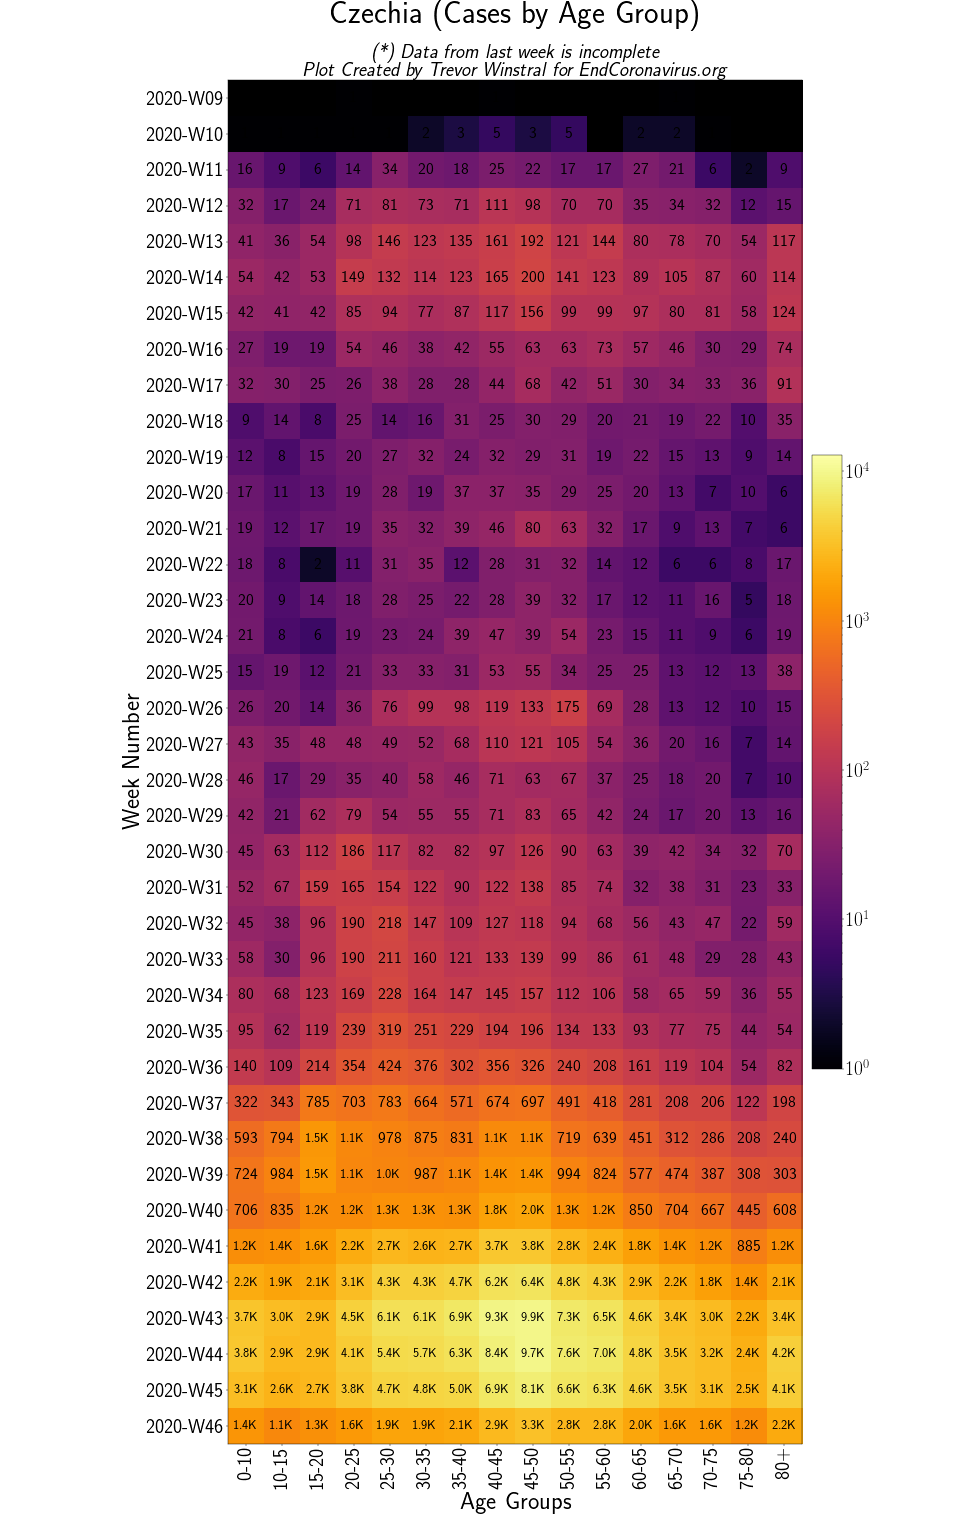 Czechia (Cases by Age Group)
(*) Data from last week is incomplete
Plot Created by Trevor Winstral for EndCoronavirus.org
2020-W09
2020-W10 2 3 5 3 5 2 2
2020-W11 16 9 6 14 34 20 18 25 22 17 17 27 21 6 2 9
2020-W12 32 17 24 71 81 73 71 111 98 70 70 35 34 32 12 15
2020-W13 41 36 54 98 146 123 135 161 192 121 144 80 78 70 54 117
2020-W14 54 42 53 149 132 114 123 165 200 141 123 89 105 87 60 114
2020-W15 42 41 42 85 94 77 87 117 156 99 99 97 80 81 58 124
2020-W16 27 19 19 54 46 38 42 55 63 63 73 57 46 30 29 74
2020-W17 32 30 25 26 38 28 28 44 68 42 51 30 34 33 36 91
2020-W18 9 14 8 25 14 16 31 25 30 29 20 21 19 22 10 35
2020-W19 12 8 15 20 27 32 24 32 29 31 19 22 15 13 9 14
2020-W20 17 11 13 19 28 19 37 37 35 29 25 20 13 7 10 6
2020-W21 19 12 17 19 35 32 39 46 80 63 32 17 9 13 7 6
2020-W22 18 8 2 11 31 35 12 28 31 32 14 12 6 6 8 17
2020-W23 20 9 14 18 28 25 22 28 39 32 17 12 11 16 5 18
2020-W24 21 8 6 19 23 24 39 47 39 54 23 15 11 9 6 19
2020-W25 15 19 12 21 33 33 31 53 55 34 25 25 13 12 13 38
2020-W26 26 20 14 36 76 99 98 119 133 175 69 28 13 12 10 15
2020-W27 43 35 48 48 49 52 68 110 121 105 54 36 20 16 7 14
2020-W28 46 17 29 35 40 58 46 71 63 67 37 25 18 20 7 10
2020-W29 42 21 62 79 54 55 55 71 83 65 42 24 17 20 13 16
2020-W30 45 63 112 186 117 82 82 97 126 90 63 39 42 34 32 70
2020-W31 52 67 159 165 154 122 90 122 138 85 74 32 38 31 23 33
2020-W32 45 38 96 190 218 147 109 127 118 94 68 56 43 47 22 59
2020-W33 58 30 96 190 211 160 121 133 139 99 86 61 48 29 28 43
2020-W34 80 68 123 169 228 164 147 145 157 112 106 58 65 59 36 55
2020-W35 95 62 119 239 319 251 229 194 196 134 133 93 77 75 44 54
2020-W36 140 109 214 354 424 376 302 356 326 240 208 161 119 104 54 82
2020-W37 322 343 785 703 783 664 571 674 697 491 418 281 208 206 122 198
2020-W38 593 794 1.5K 1.1K 978 875 831 1.1K 1.1K 719 639 451 312 286 208 240
2020-W39 724 984 1.5K 1.1K 1.0K 987 1.1K 1.4K 1.4K 994 824 577 474 387 308 303
2020-W40 706 835 1.2K 1.2K 1.3K 1.3K 1.3K 1.8K 2.0K 1.3K 1.2K 850 704 667 445 608
2020-W41 1.2K 1.4K 1.6K 2.2K 2.7K 2.6K 2.7K 3.7K 3.8K 2.8K 2.4K 1.8K 1.4K 1.2K 885 1.2K
2020-W42 2.2K 1.9K 2.1K 3.1K 4.3K 4.3K 4.7K 6.2K 6.4K 4.8K 4.3K 2.9K 2.2K 1.8K 1.4K 2.1K
2020-W43 3.7K 3.0K 2.9K 4.5K 6.1K 6.1K 6.9K 9.3K 9.9K 7.3K 6.5K 4.6K 3.4K 3.0K 2.2K 3.4K
2020-W44 3.8K 2.9K 2.9K 4.1K 5.4K 5.7K 6.3K 8.4K 9.7K 7.6K 7.0K 4.8K 3.5K 3.2K 2.4K 4.2K
2020-W45 3.1K 2.6K 2.7K 3.8K 4.7K 4.8K 5.0K 6.9K 8.1K 6.6K 6.3K 4.6K 3.5K 3.1K 2.5K 4.1K
2020-W46 1.4K 1.1K 1.3K 1.6K 1.9K 1.9K 2.1K 2.9K 3.3K 2.8K 2.8K 2.0K 1.6K 1.6K 1.2K 2.2K
0-10 10-15 15-20 20-25 25-30 30-35 35-40 40-45 45-50 50-55 55-60 60-65 65-70 70-75 75-80 80+
Age Groups
Week Number
10⁴
10³
10²
10¹
10⁰